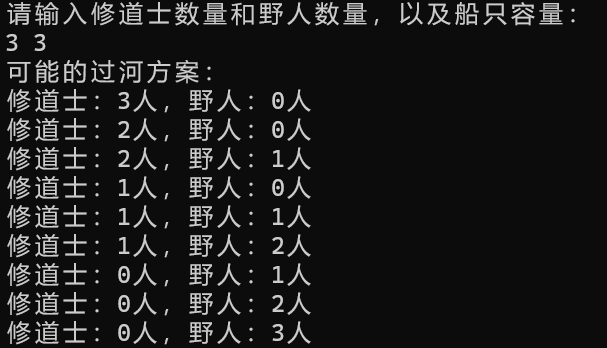 请输入修道士数量和野人数量，以及船只容量：
3 3
可能的过河方案：
修道士：3人，野人：0人
修道士：2人，野人：0人
修道士：2人，野人：1人
修道士：1人，野人：0人
修道士：1人，野人：1人
修道士：1人，野人：2人
修道士：0人，野人：1人
修道士：0人，野人：2人
修道士：0人，野人：3人